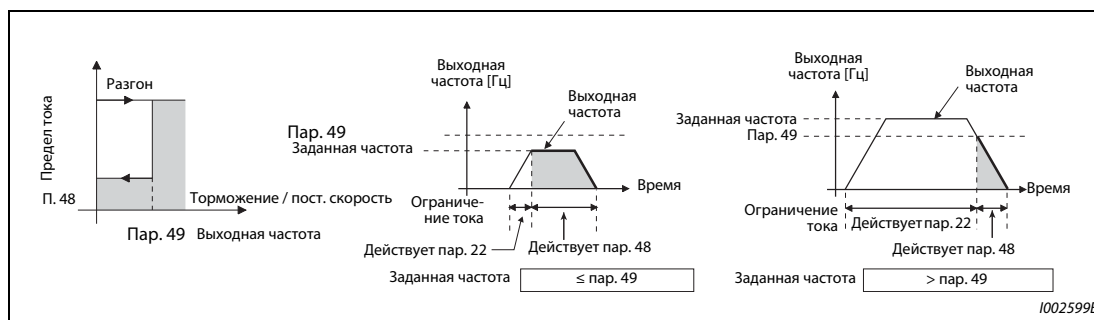 Предел тока
Разгон
П. 48
Торможение / пост. скорость
Пар. 49
Выходная частота
Выходная
частота [Гц]
Выходная
частота
Пар. 49
Заданная частота
Время
Ограниче-
ние тока
Действует пар. 22
Действует пар. 48
Заданная частота
≤ пар. 49
Выходная
частота [Гц]
Выходная
частота
Заданная частота
Пар. 49
Время
Ограничение
тока
Действует пар. 22
Действует пар. 48
Заданная частота
> пар. 49
I002599E